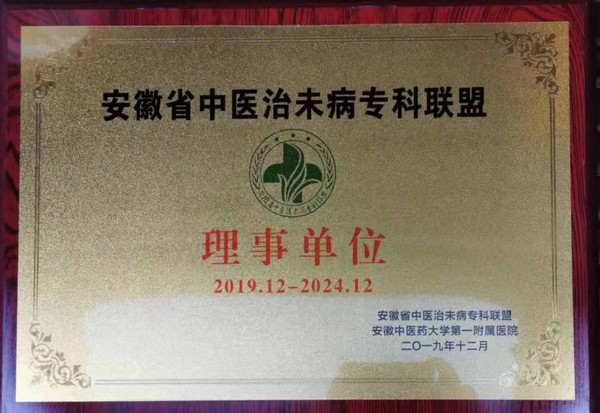 安徽省中医治未病专科联盟
理事单位
2019.12-2024.12
安徽省中医治未病专科联盟
安徽中医药大学第一附属医院
二〇一九年十二月